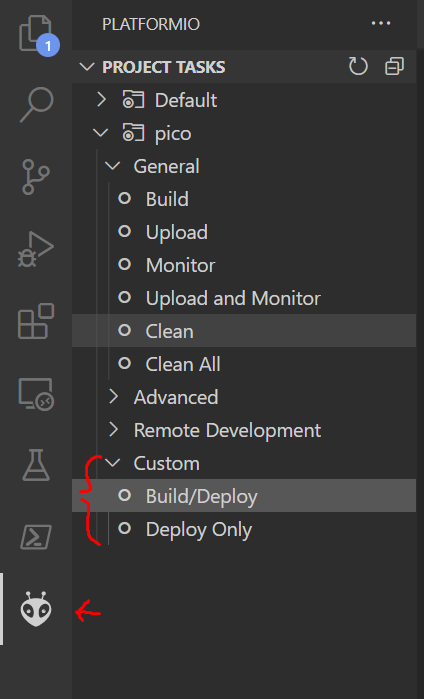 PLATFORMIO
PROJECT TASKS
Default
pico
General
Build
Upload
Monitor
Upload and Monitor
Clean
Clean All
Advanced
Remote Development
Custom
Build/Deploy
Deploy Only
1